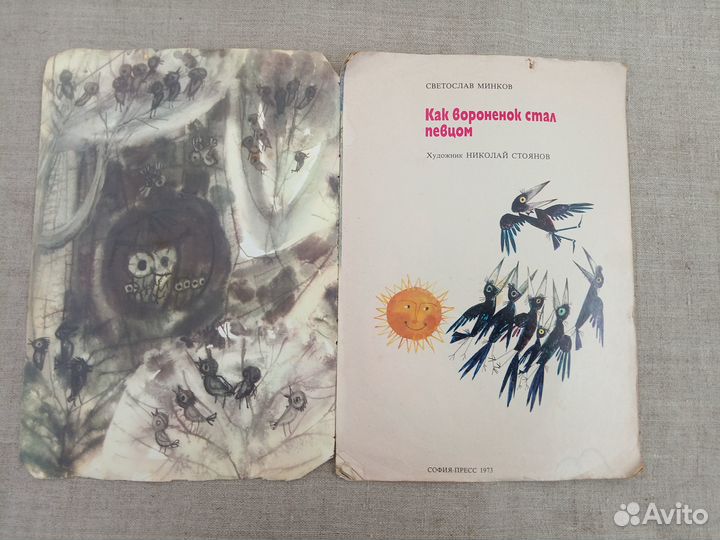 СВЕТОСЛАВ МИНКОВ
Как вороненок стал
певцом
Художник НИКОЛАЙ СТОЯНОВ
СОФИЯ-ПРЕСС 1973
Avito